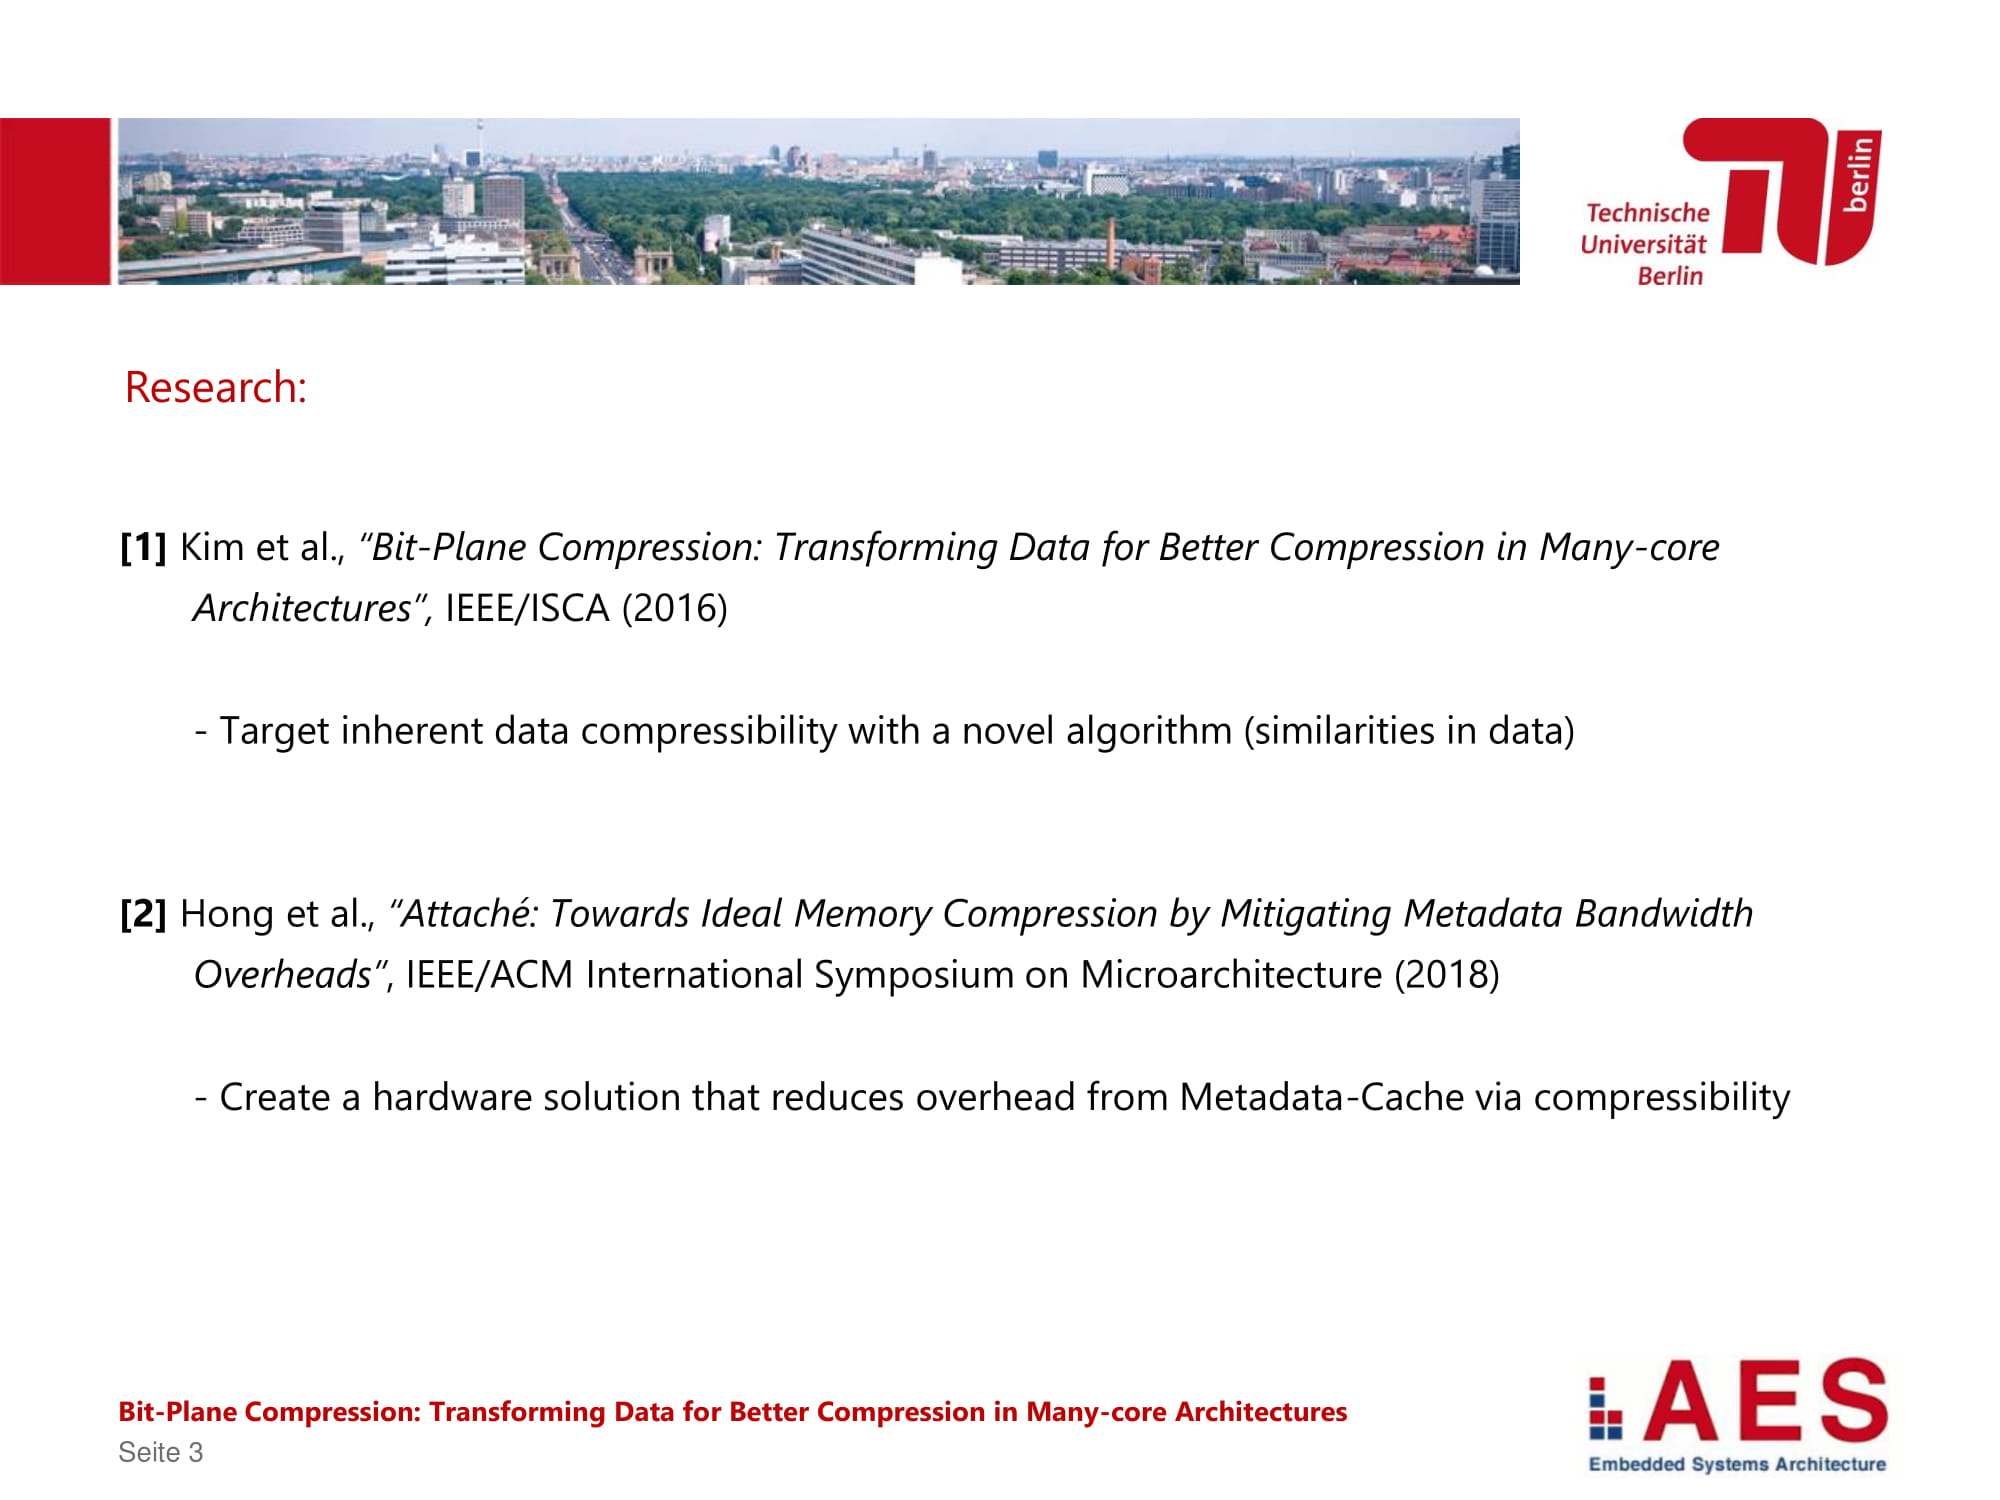 Technische
Universität
Berlin
berlin
Research:
[1] Kim et al., “Bit-Plane Compression: Transforming Data for Better Compression in Many-core
Architectures”, IEEE/ISCA (2016)
- Target inherent data compressibility with a novel algorithm (similarities in data)
[2] Hong et al., “Attaché: Towards Ideal Memory Compression by Mitigating Metadata Bandwidth
Overheads”, IEEE/ACM International Symposium on Microarchitecture (2018)
- Create a hardware solution that reduces overhead from Metadata-Cache via compressibility
Bit-Plane Compression: Transforming Data for Better Compression in Many-core Architectures
Seite 3
AES
Embedded Systems Architecture